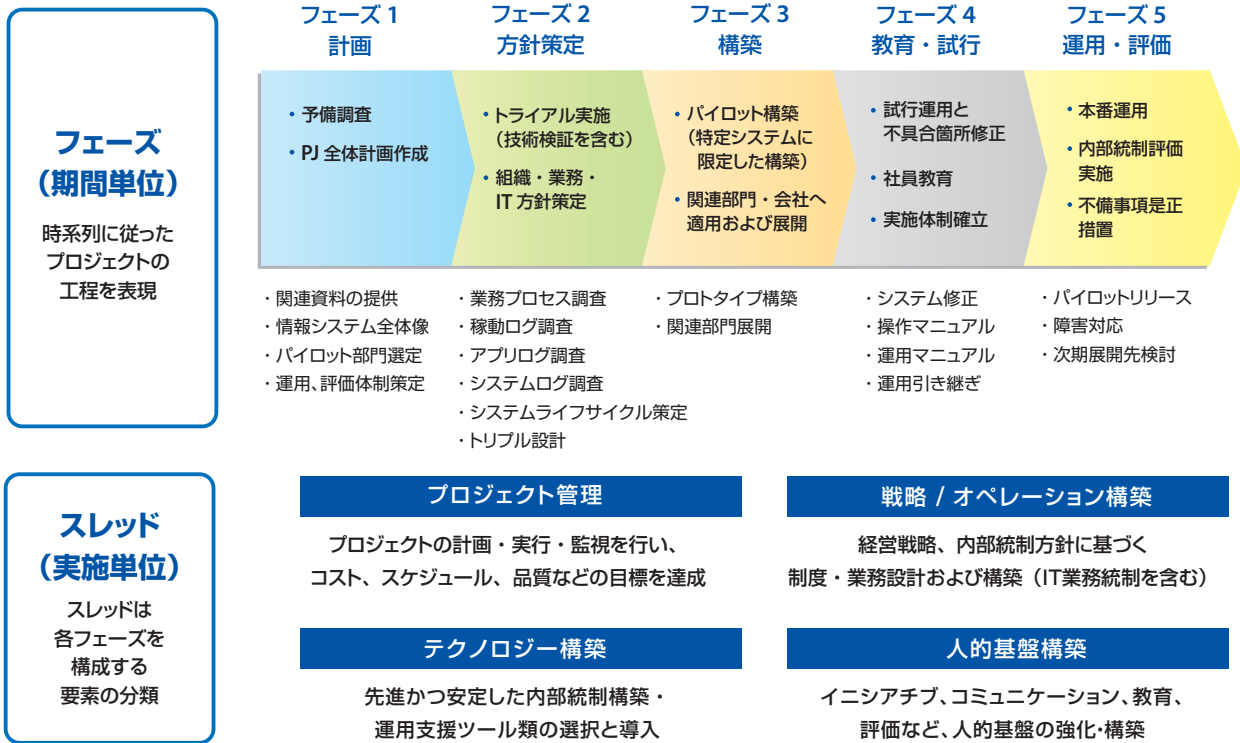 フェーズ
（期間単位）
時系列に従った
プロジェクトの
工程を表現
フェーズ 1
計画
・予備調査
・PJ 全体計画作成
・関連資料の提供
・情報システム全体像
・パイロット部門選定
・運用、評価体制策定
フェーズ 2
方針策定
・トライアル実施
（技術検証を含む）
・組織・業務・
IT 方針策定
・業務プロセス調査
・稼動ログ調査
・アプリログ調査
・システムログ調査
・システムライフサイクル策定
・トリプル設計
フェーズ 3
構築
・パイロット構築
（特定システムに
限定した構築）
・関連部門・会社へ
適用および展開
・プロトタイプ構築
・関連部門展開
フェーズ 4
教育・試行
・試行運用と
不具合箇所修正
・社員教育
・実施体制確立
・システム修正
・操作マニュアル
・運用マニュアル
・運用引き継ぎ
フェーズ 5
運用・評価
・本番運用
・内部統制評価
実施
・不備事項是正
措置
・パイロットリリース
・障害対応
・次期展開先検討
スレッド
（実施単位）
スレッドは
各フェーズを
構成する
要素の分類
プロジェクト管理
プロジェクトの計画・実行・監視を行い、
コスト、スケジュール、品質などの目標を達成
戦略 / オペレーション構築
経営戦略、内部統制方針に基づく
制度・業務設計および構築（IT業務統制を含む）
テクノロジー構築
先進かつ安定した内部統制構築・
運用支援ツール類の選択と導入
人的基盤構築
イニシアチブ、コミュニケーション、教育、
評価など、人的基盤の強化・構築